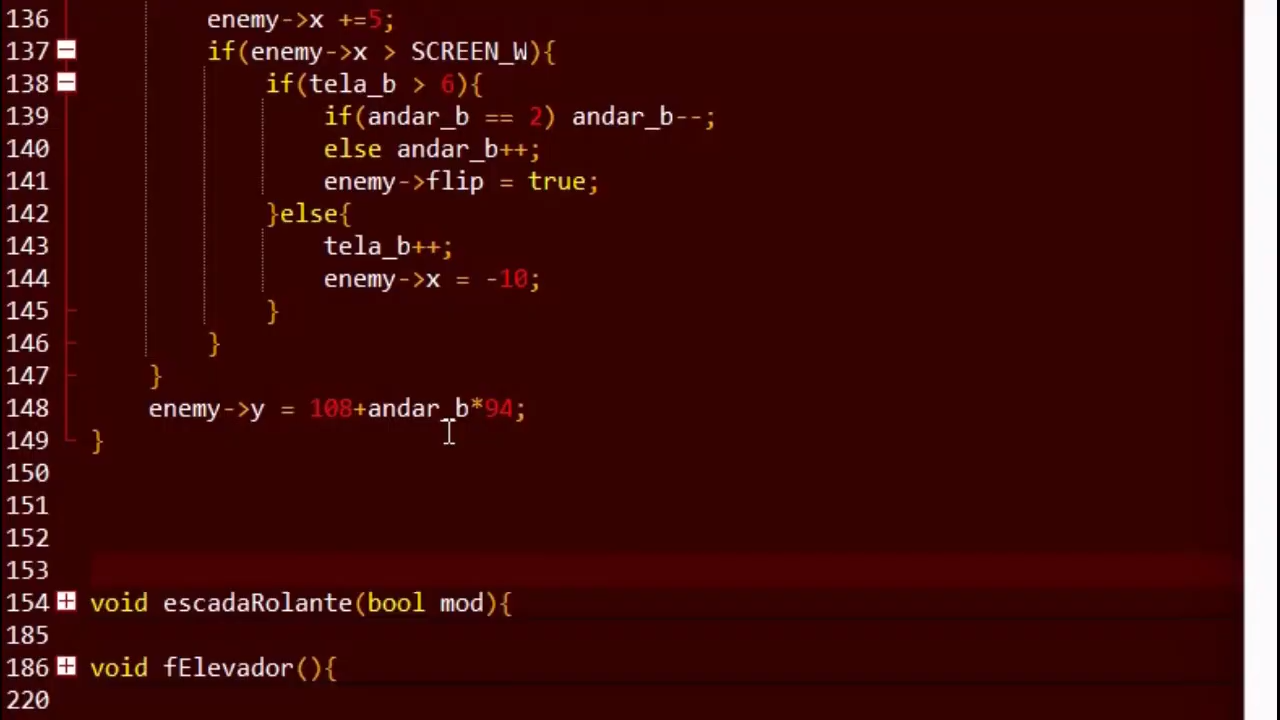 136 enemy->x +=5;
137 if(enemy->x > SCREEN_W){
138 if(tela_b > 6){
139 if(andar_b == 2) andar_b--;
140 else andar_b++;
141 enemy->flip = true;
142 }else{
143 tela_b++;
144 enemy->x = -10;
145 }
146 }
147 }
148 enemy->y = 108+andar_b*94;
149 }
150
151
152
153
154 void escadaRolante(bool mod){
185
186 void fElevador(){
220